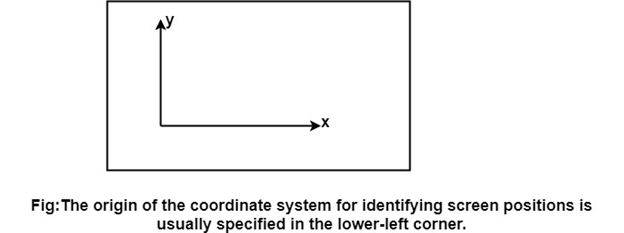 y
x
Fig:The origin of the coordinate system for identifying screen positions is
usually specified in the lower-left corner.